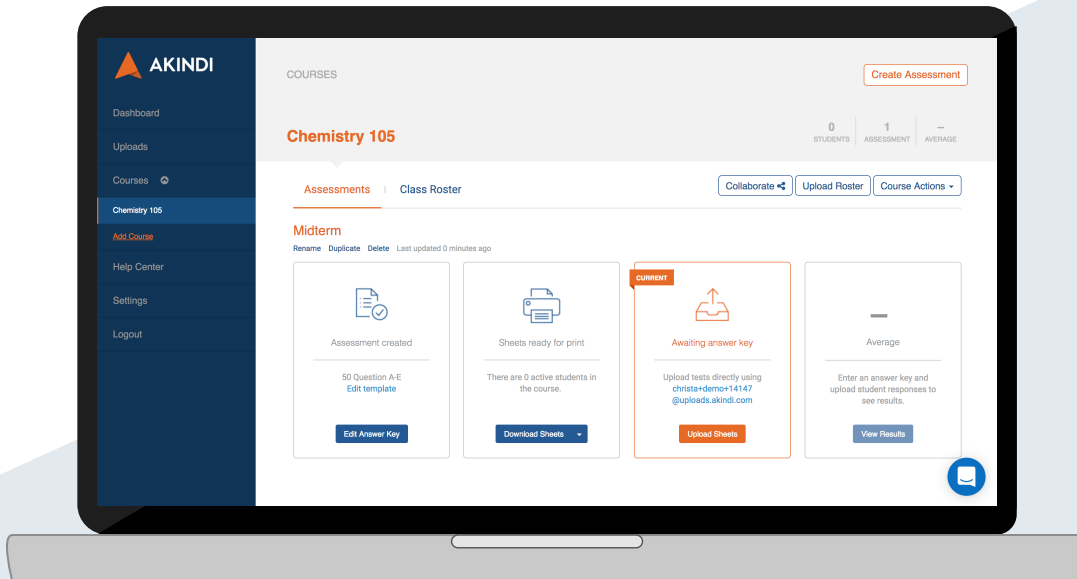 AKINDI
Dashboard
Uploads
Courses
Chemistry 105
Add Course
Help Center
Settings
Logout
COURSES
Create Assessment
Chemistry 105
0
STUDENTS
1
ASSESSMENT
–
AVERAGE
Assessments
Class Roster
Collaborate
Upload Roster
Course Actions
Midterm
Rename Duplicate Delete Last updated 0 minutes ago
Assessment created
50 Question A-E
Edit template
Edit Answer Key
Sheets ready for print
There are 0 active students in
the course.
Download Sheets
CURRENT
Awaiting answer key
Upload tests directly using
christa+demo+14147
@uploads.akindi.com
Upload Sheets
—
Average
Enter an answer key and
upload student responses to
see results.
View Results